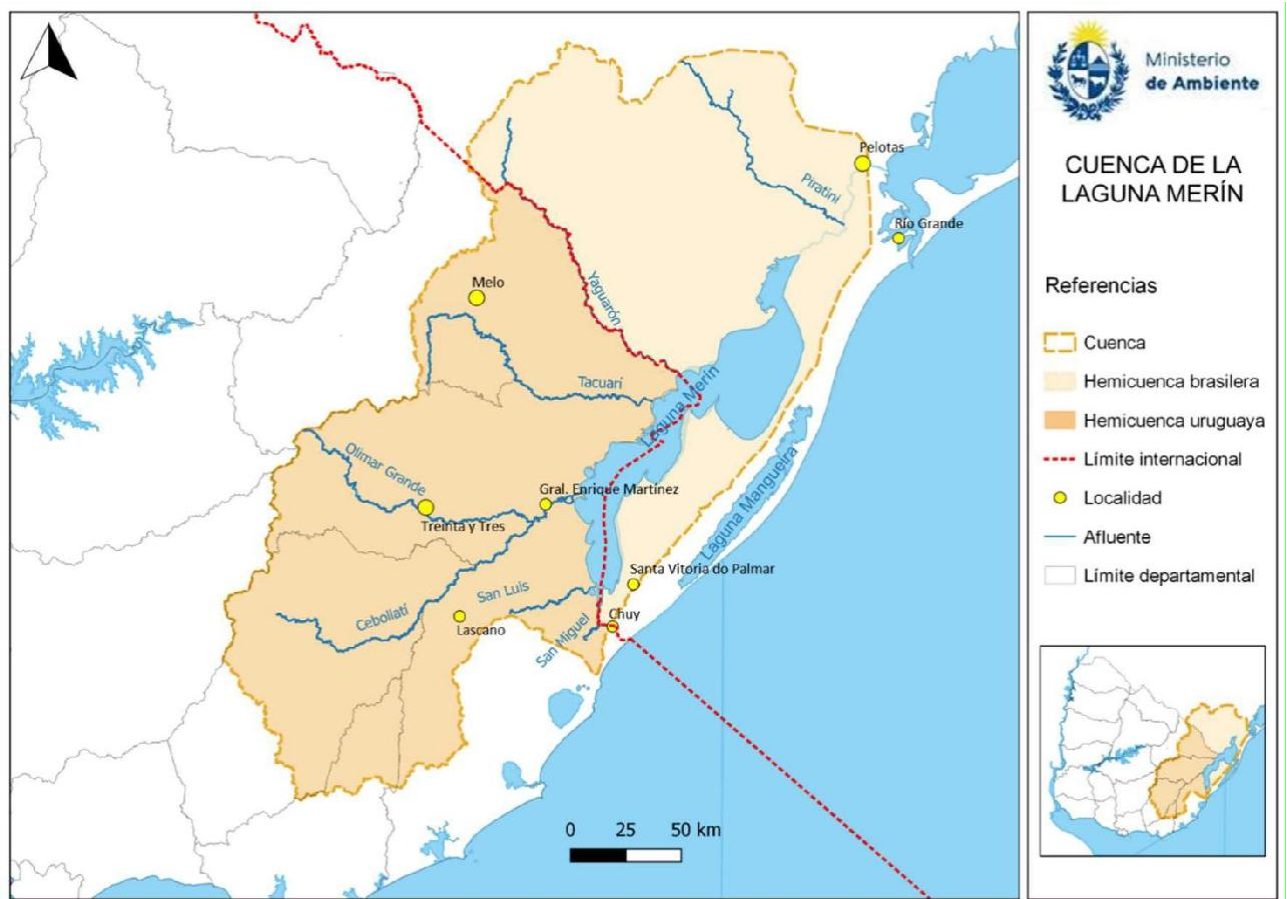 Pelotas
Piratini
Río Grande
Melo
Yaguarón
Tacuarí
Laguna Merín
Olimar Grande
Gral. Enrique Martínez
Treinta y Tres
Laguna Mangueira
Santa Vitoria do Palmar
San Luis
Cebollatí
Lascano
Chuy
San Miguel
0 25 50 km
Ministerio
de Ambiente
CUENCA DE LA
LAGUNA MERÍN
Referencias
Cuenca
Hemicuenca brasilera
Hemicuenca uruguaya
Límite internacional
Localidad
Afluente
Límite departamental